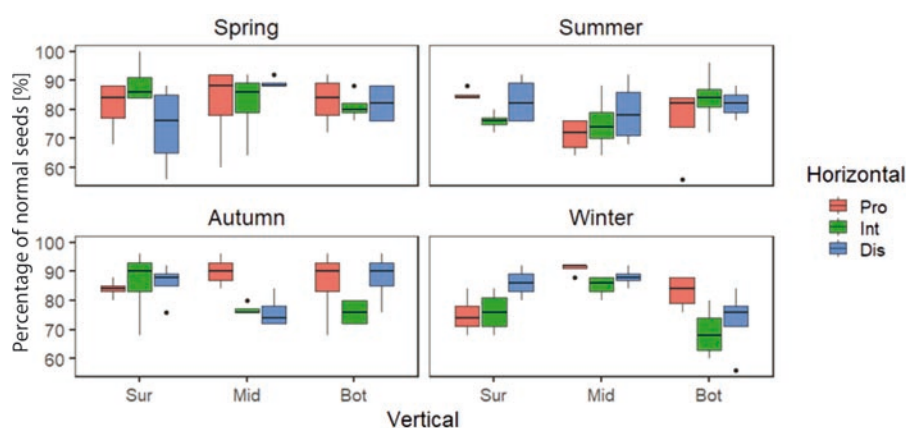 Spring
Summer
Percentage of normal seeds [%]
100
90
80
70
60
Autumn
Winter
100
90
80
70
60
Sur
Mid
Bot
Sur
Mid
Bot
Vertical
Horizontal
Pro
Int
Dis